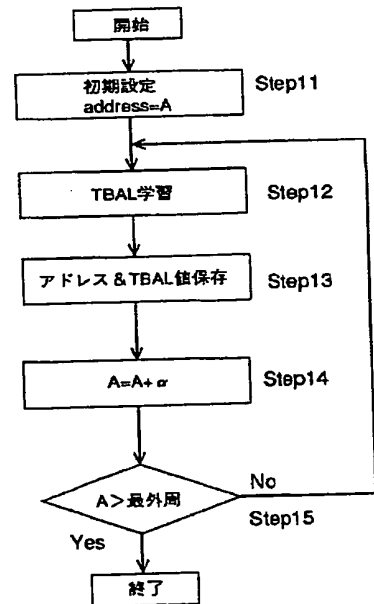 開始
初期設定
address=A
Step11
TBAL学習
Step12
アドレス&TBAL値保存
Step13
A=A+α
Step14
A>最外周
No
Step15
Yes
終了